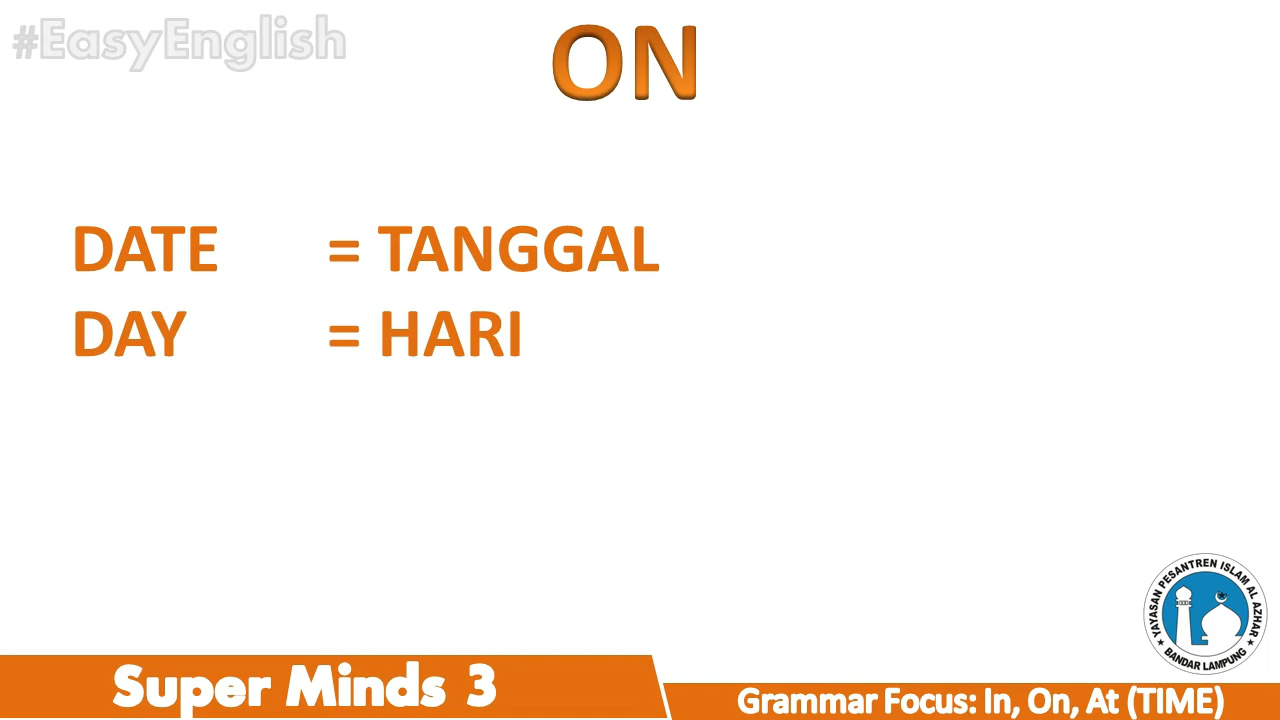 #EasyEnglish
ON
DATE = TANGGAL
DAY = HARI
YAYASAN PESANTREN ISLAM AL AZHAR
★ BANDAR LAMPUNG ★
Super Minds 3
Grammar Focus: In, On, At (TIME)